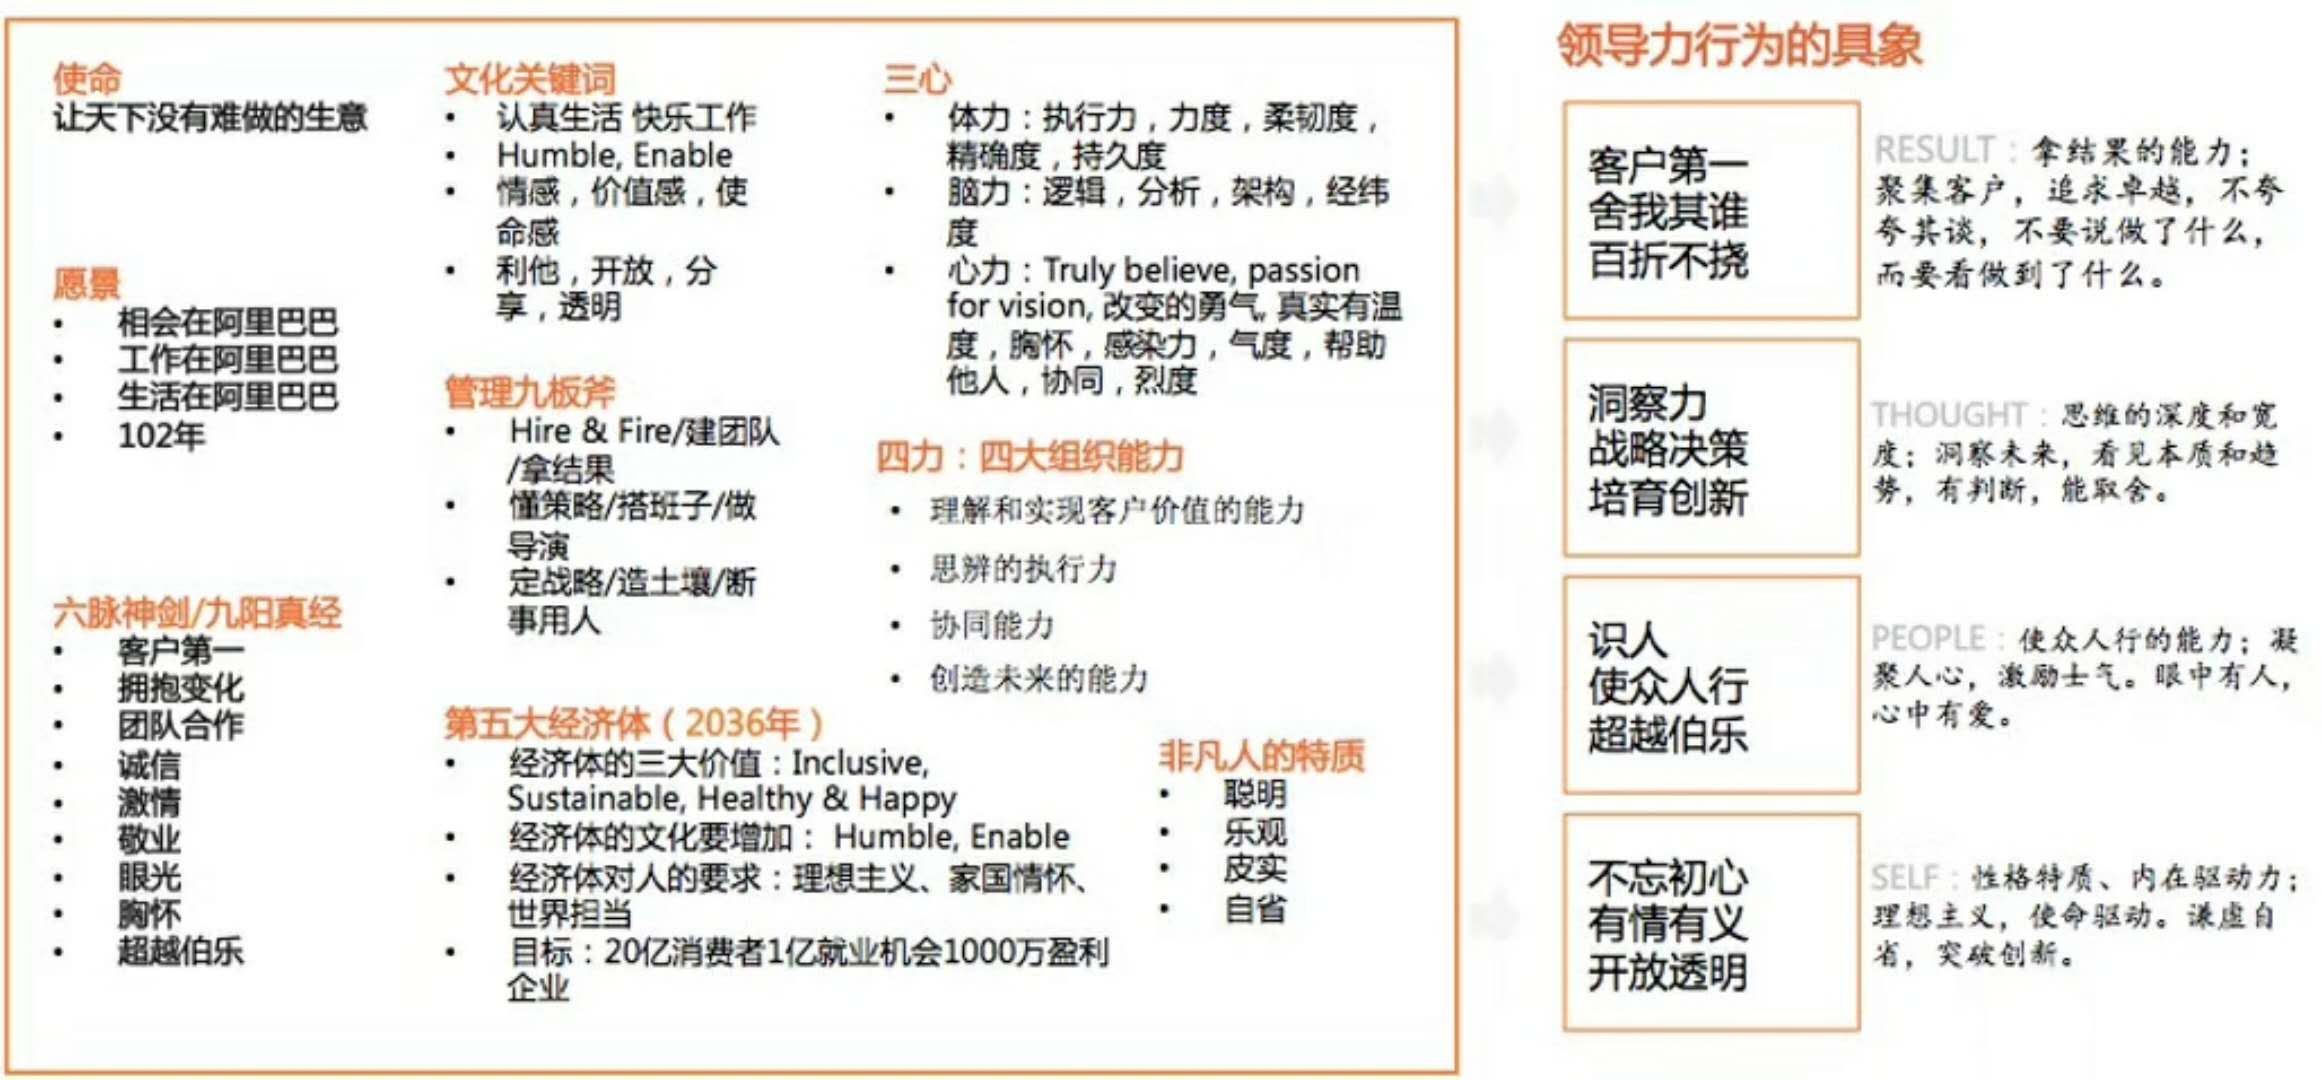 使命
让天下没有难做的生意
愿景
• 相会在阿里巴巴
• 工作在阿里巴巴
• 生活在阿里巴巴
• 102年
六脉神剑/九阳真经
• 客户第一
• 拥抱变化
• 团队合作
• 诚信
• 激情
• 敬业
• 眼光
• 胸怀
• 超越伯乐
文化关键词
• 认真生活 快乐工作
• Humble, Enable
• 情感，价值感，使
命感
• 利他，开放，分
享，透明
管理九板斧
• Hire & Fire/建团队
/拿结果
• 懂策略/搭班子/做
导演
• 定战略/造土壤/断
事用人
三心
• 体力：执行力，力度，柔韧度，
精确度，持久度
• 脑力：逻辑，分析，架构，经纬
度
• 心力：Truly believe, passion
for vision, 改变的勇气, 真实有温
度，胸怀，感染力，气度，帮助
他人，协同，烈度
四力：四大组织能力
• 理解和实现客户价值的能力
• 思辨的执行力
• 协同能力
• 创造未来的能力
第五大经济体（2036年）
• 经济体的三大价值：Inclusive,
Sustainable, Healthy & Happy
• 经济体的文化要增加： Humble, Enable
• 经济体对人的要求：理想主义、家国情怀、
世界担当
• 目标：20亿消费者1亿就业机会1000万盈利
企业
非凡人的特质
• 聪明
• 乐观
• 皮实
• 自省
领导力行为的具象
客户第一
舍我其谁
百折不挠
RESULT：拿结果的能力；
聚集客户，追求卓越，不夸
夸其谈，不要说做了什么，
而要看做到了什么。
洞察力
战略决策
培育创新
THOUGHT：思维的深度和宽
度；洞察未来，看见本质和趋
势，有判断，能取舍。
识人
使众人行
超越伯乐
PEOPLE：使众人行的能力；凝
聚人心，激励士气。眼中有人，
心中有爱。
不忘初心
有情有义
开放透明
SELF：性格特质、内在驱动力；
理想主义，使命驱动。谦虚自
省，突破创新。